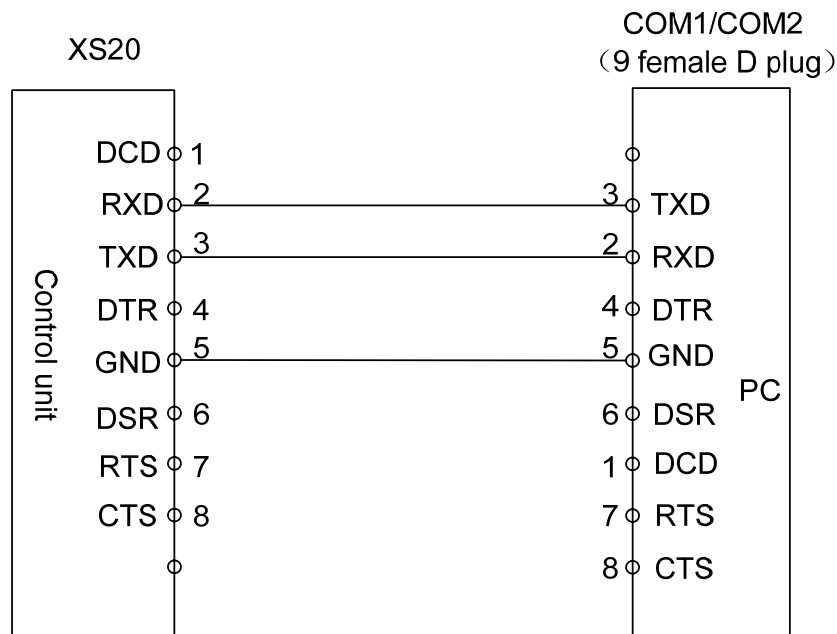 COM1/COM2
XS20
（9 female D plug）
DCD 1
RXD 2
3 TXD
TXD 3
2 RXD
DTR 4
4 DTR
GND 5
5 GND
Control unit
PC
DSR 6
6 DSR
RTS 7
1 DCD
CTS 8
7 RTS
8 CTS